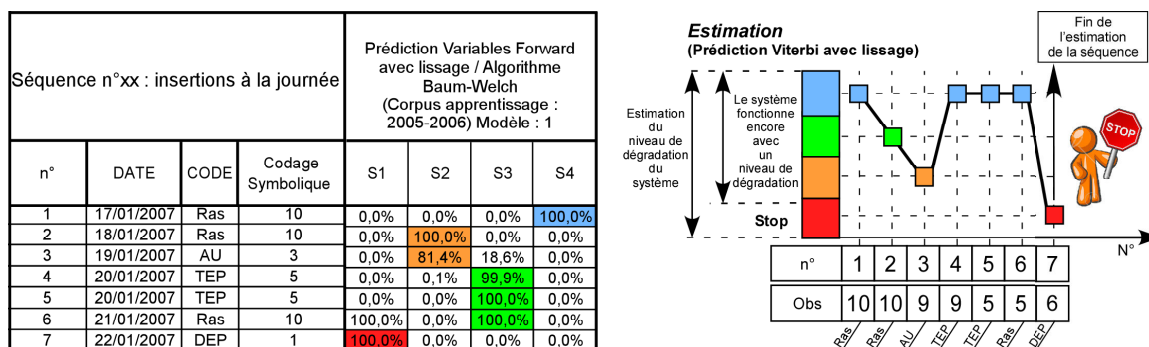 Séquence n°xx : insertions à la journée
Prédiction Variables Forward
avec lissage / Algorithme
Baum-Welch
(Corpus apprentissage :
2005-2006) Modèle : 1
n° DATE CODE Codage Symbolique S1 S2 S3 S4
1 17/01/2007 Ras 10 0,0% 0,0% 0,0% 100,0%
2 18/01/2007 Ras 10 0,0% 100,0% 0,0% 0,0%
3 19/01/2007 AU 3 0,0% 81,4% 18,6% 0,0%
4 20/01/2007 TEP 5 0,0% 0,1% 99,9% 0,0%
5 20/01/2007 TEP 5 0,0% 0,0% 100,0% 0,0%
6 21/01/2007 Ras 10 100,0% 0,0% 100,0% 0,0%
7 22/01/2007 DEP 1 100,0% 0,0% 0,0% 0,0%
Estimation
(Prédiction Viterbi avec lissage)
Fin de
l'estimation
de la séquence
Estimation
du
niveau de
dégradation
du
système
Le système
fonctionne
encore
avec
un
niveau de
dégradation
Stop
STOP
N°
n° 1 2 3 4 5 6 7
Obs 10 10 9 9 5 5 6
Ras Ras AU TEP TEP Ras DEP